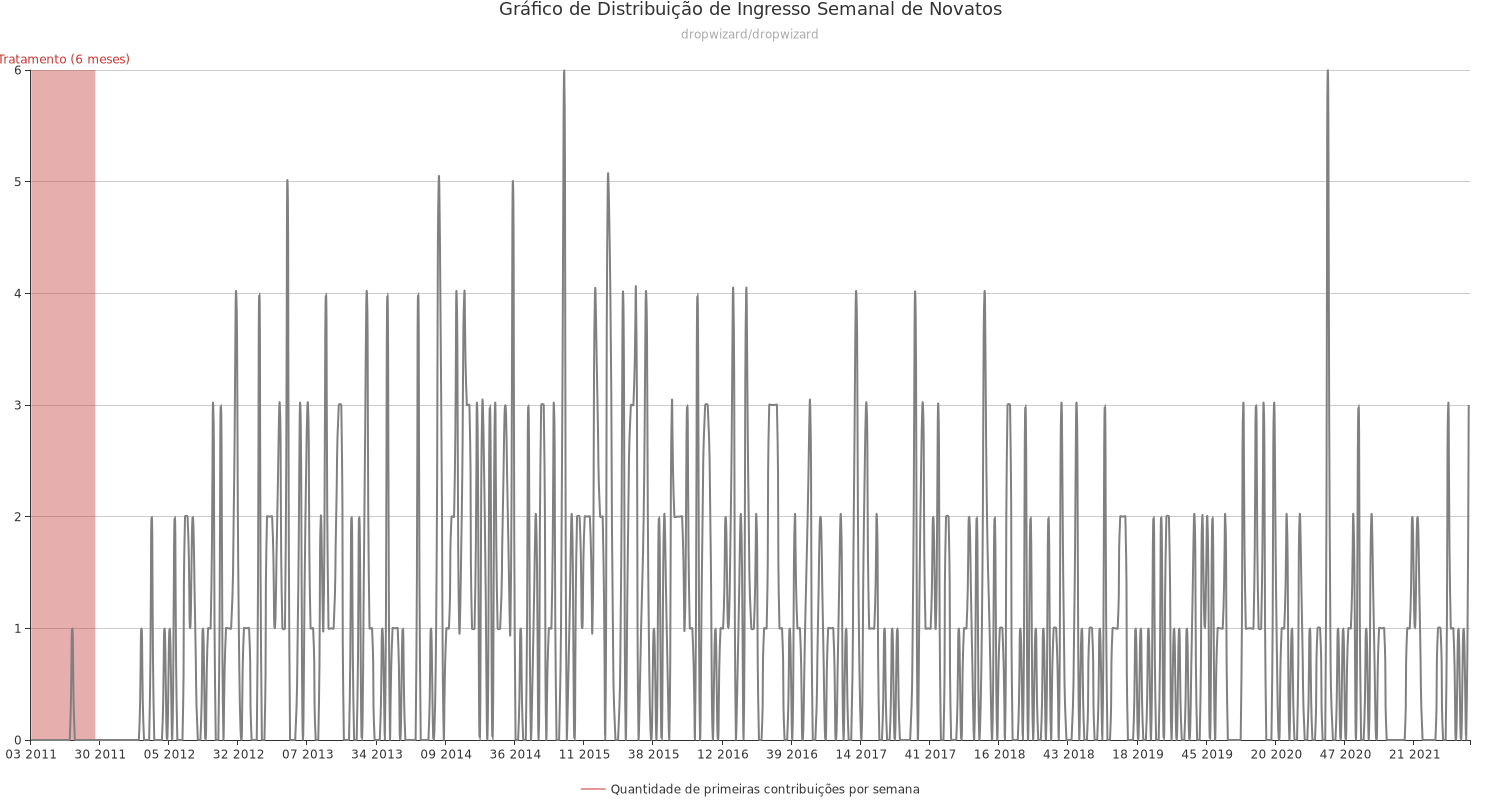 Gráfico de Distribuição de Ingresso Semanal de Novatos
dropwizard/dropwizard
Tratamento (6 meses)
6
5
4
3
2
1
0
03 2011 30 2011 05 2012 32 2012 07 2013 34 2013 09 2014 36 2014 11 2015 38 2015 12 2016 39 2016 14 2017 41 2017 16 2018 43 2018 18 2019 45 2019 20 2020 47 2020 21 2021
Quantidade de primeiras contribuições por semana